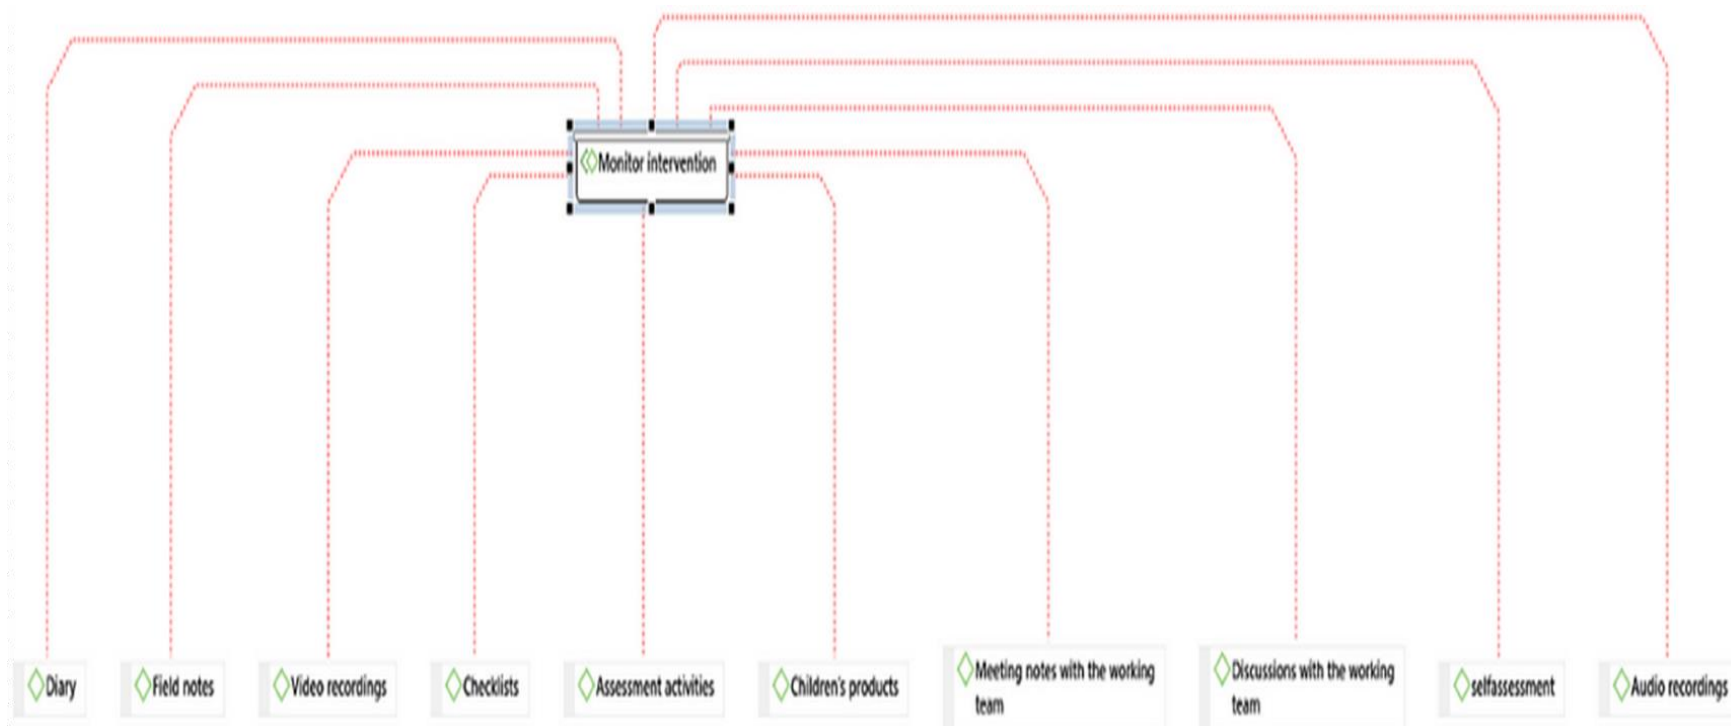 Monitor intervention
Diary
Field notes
Video recordings
Checklists
Assessment activities
Children's products
Meeting notes with the working
team
Discussions with the working
team
selfassessment
Audio recordings